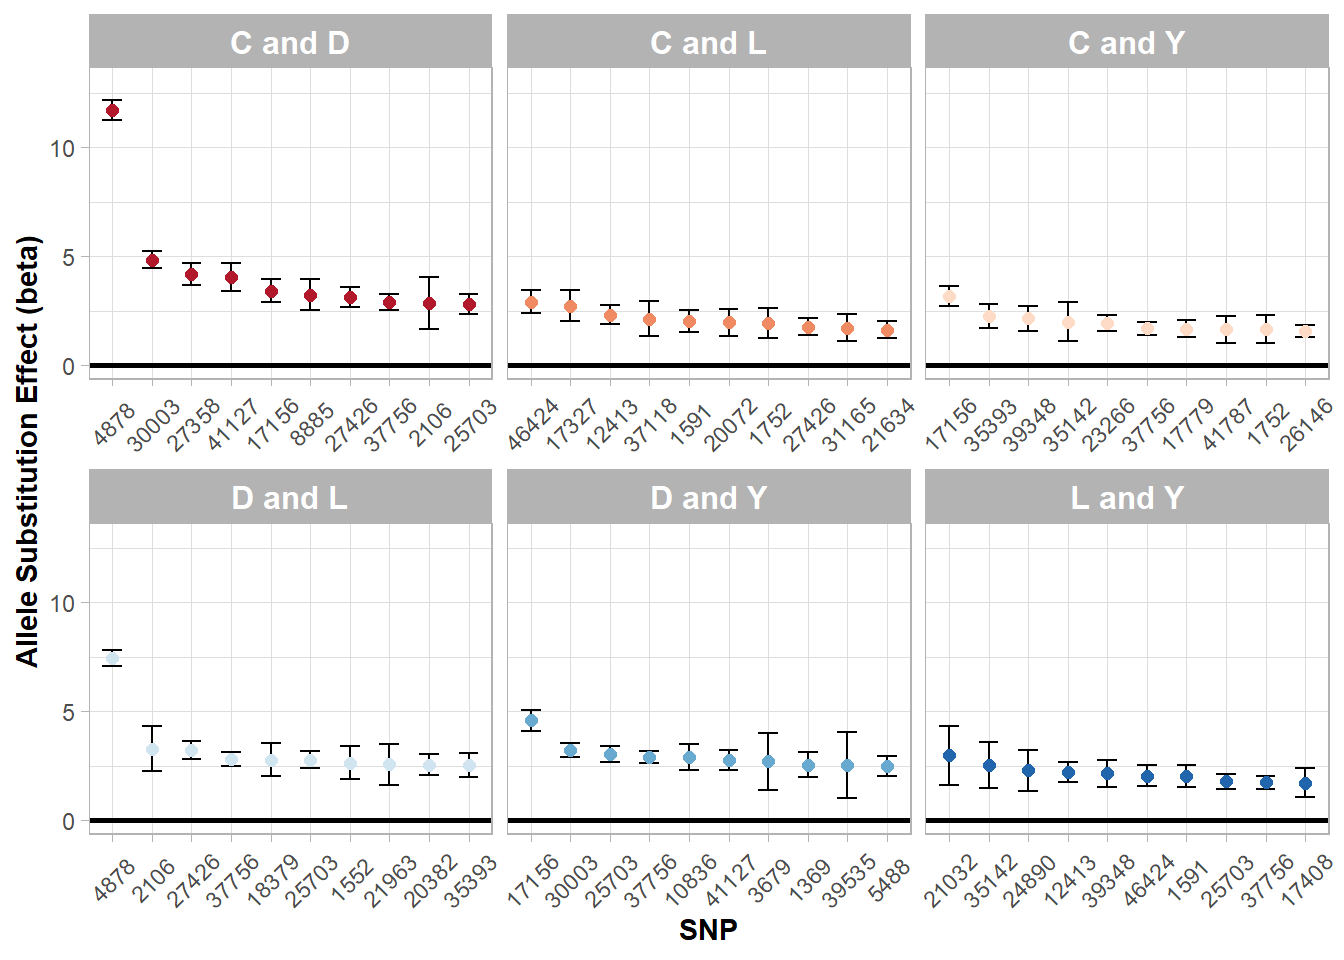 C and D
C and L
C and Y
10
5
0
4878 30003 27358 41127 17156 8885 27426 37756 2106 25703
46424 17327 12413 37118 1591 20072 1752 27426 31165 21634
17156 35393 39348 35142 23266 37756 17779 41787 1752 26146
Allele Substitution Effect (beta)
D and L
D and Y
L and Y
10
5
0
4878 2106 27426 37756 18379 25703 1552 21963 20382 35393
17156 30003 25703 37756 10836 41127 3679 1369 39535 5488
21032 35142 24890 12413 39348 46424 1591 25703 37756 17408
SNP